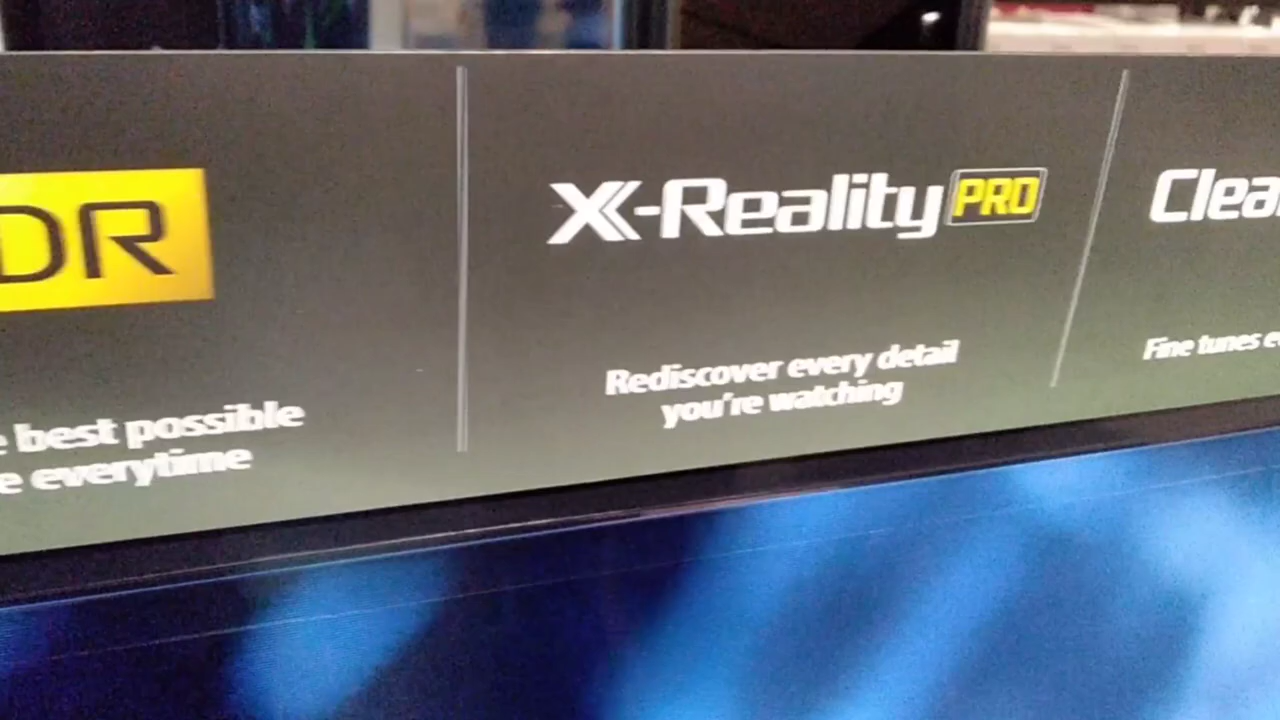 DR
best possible
e everytime
X-Reality PRO
Rediscover every detail
you're watching
Clea
Fine tunes e